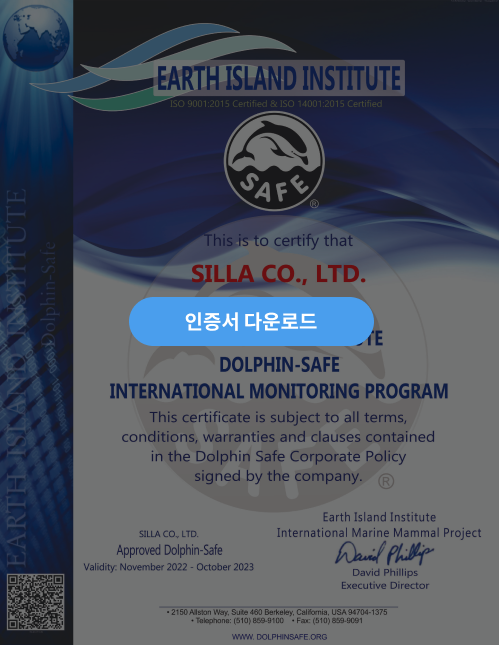 EARTH ISLAND INSTITUTE
ISO 9001:2015 Certified & ISO 14001:2015 Certified
SAFE
®
This is to certify that
SILLA CO., LTD.
인증서 다운로드
DOLPHIN-SAFE
INTERNATIONAL MONITORING PROGRAM
This certificate is subject to all terms,
conditions, warranties and clauses contained
in the Dolphin Safe Corporate Policy
signed by the company.
®
SILLA CO., LTD.
Approved Dolphin-Safe
Validity: November 2022 - October 2023
Earth Island Institute
International Marine Mammal Project
David Phillips
David Phillips
Executive Director
• 2150 Allston Way, Suite 460 Berkeley, California, USA 94704-1375
• Telephone: (510) 859-9100 • Fax: (510) 859-9091
WWW. DOLPHINSAFE.ORG
EARTH ISLAND INSTITUTE
Dolphin-Safe